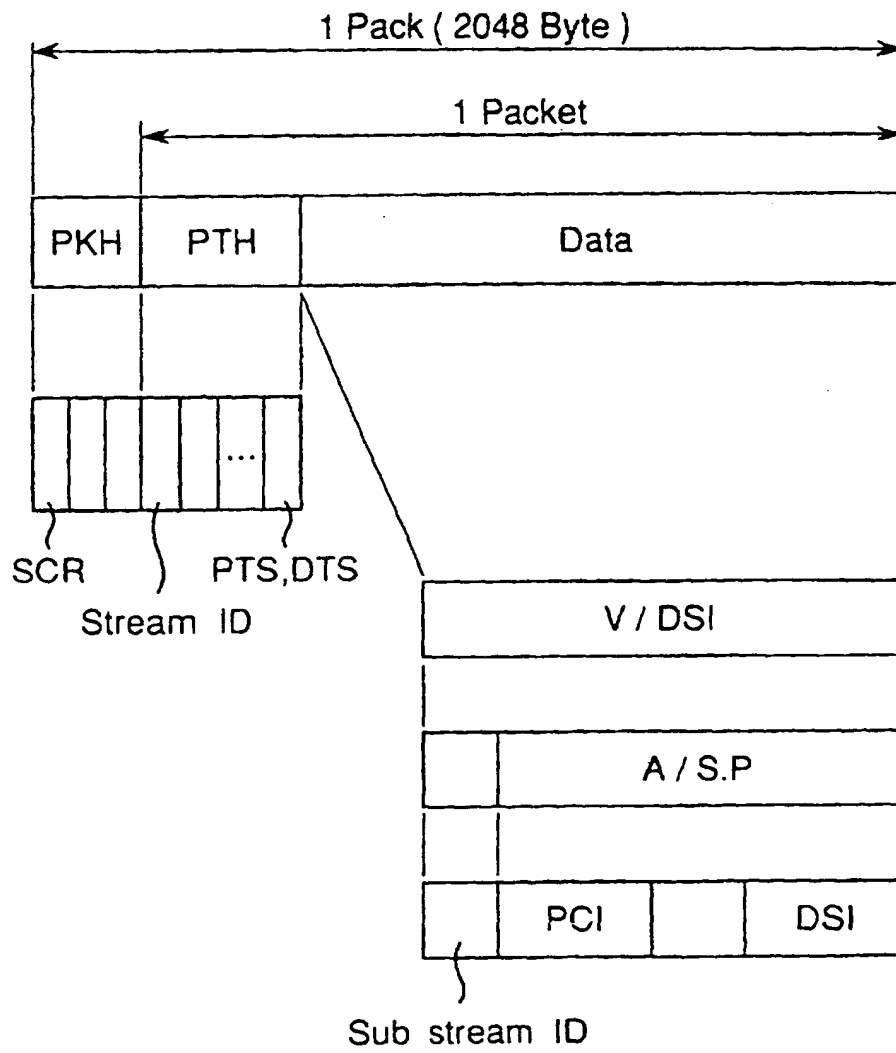 1 Pack ( 2048 Byte )
1 Packet
PKH PTH Data
...
SCR PTS,DTS
Stream ID
V / DSI
A / S.P
PCI DSI
Sub stream ID